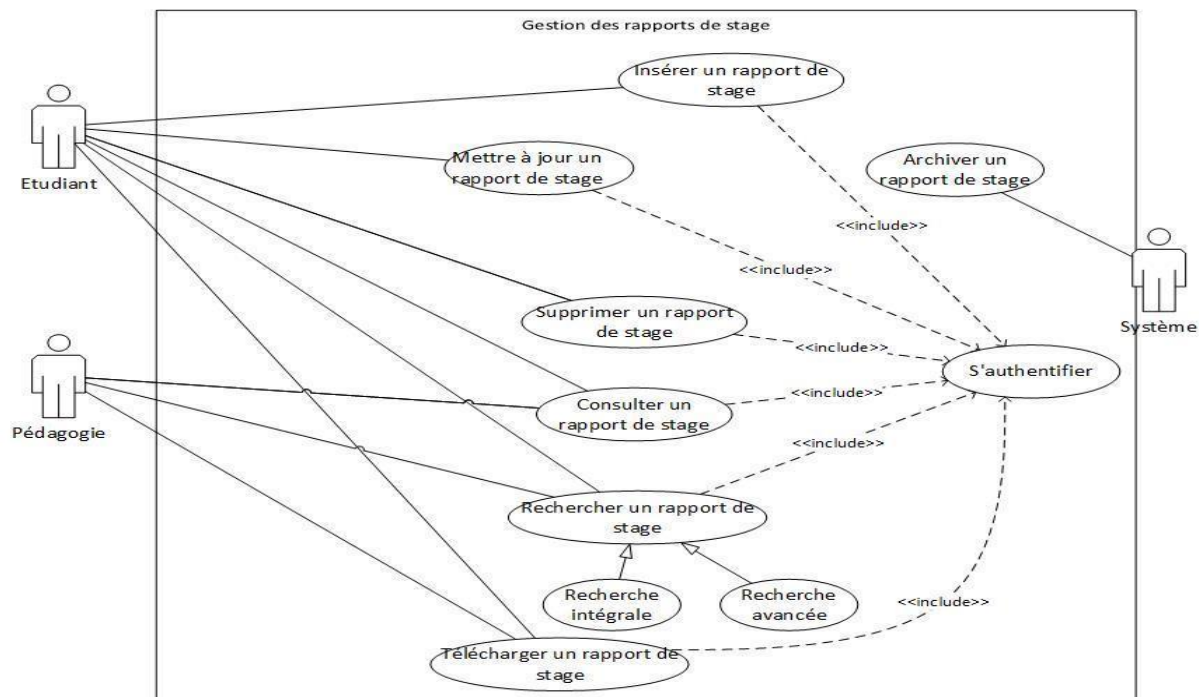 Gestion des rapports de stage
Insérer un rapport de
stage
Etudiant
Mettre à jour un
rapport de stage
Archiver un
rapport de stage
<<include>>
<<include>>
Supprimer un rapport
de stage
Système
<<include>>
S'authentifier
Pédagogie
Consulter un
rapport de stage
<<include>>
<<include>>
Rechercher un rapport de
stage
Recherche
intégrale
Recherche
avancée
<<include>>
Télécharger un rapport de
stage